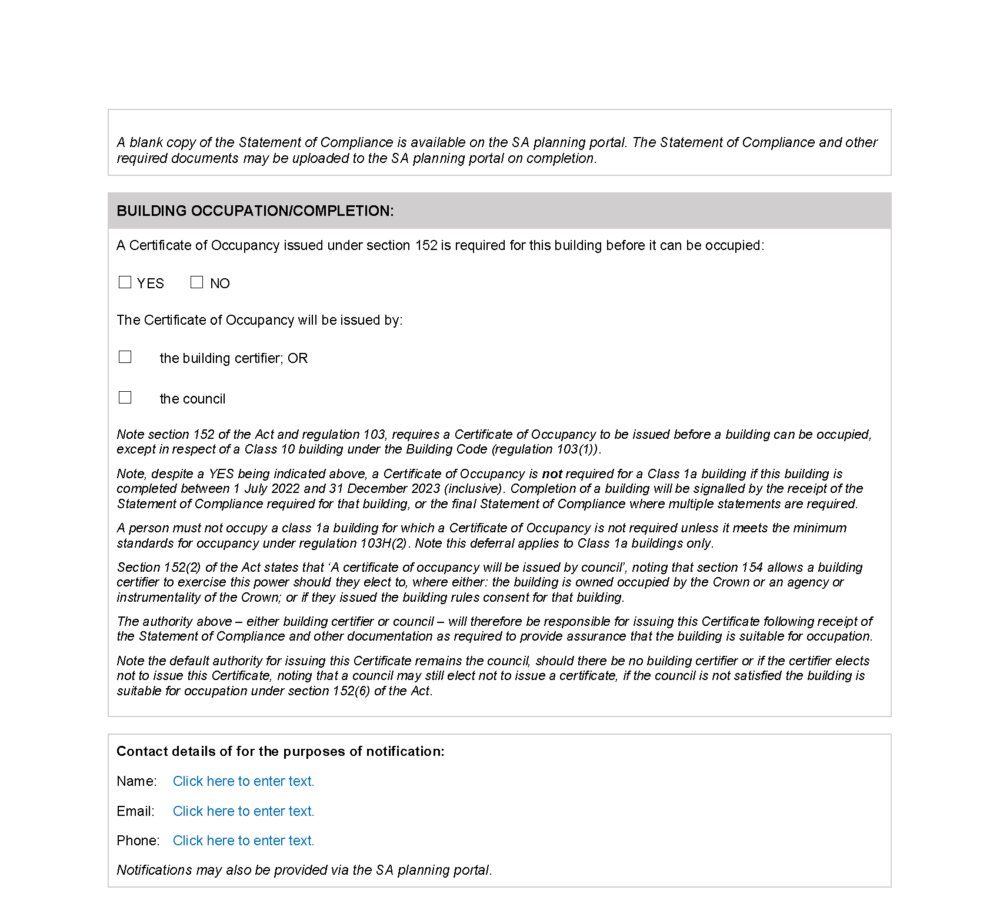 A blank copy of the Statement of Compliance is available on the SA planning portal. The Statement of Compliance and other
required documents may be uploaded to the SA planning portal on completion.
BUILDING OCCUPATION/COMPLETION:
A Certificate of Occupancy issued under section 152 is required for this building before it can be occupied:
☐ YES ☐ NO
The Certificate of Occupancy will be issued by:
☐ the building certifier; OR
☐ the council
Note section 152 of the Act and regulation 103, requires a Certificate of Occupancy to be issued before a building can be occupied,
except in respect of a Class 10 building under the Building Code (regulation 103(1)).
Note, despite a YES being indicated above, a Certificate of Occupancy is not required for a Class 1a building if this building is
completed between 1 July 2022 and 31 December 2023 (inclusive). Completion of a building will be signalled by the receipt of the
Statement of Compliance required for that building, or the final Statement of Compliance where multiple statements are required.
A person must not occupy a class 1a building for which a Certificate of Occupancy is not required unless it meets the minimum
standards for occupancy under regulation 103H(2). Note this deferral applies to Class 1a buildings only.
Section 152(2) of the Act states that ‘A certificate of occupancy will be issued by council’, noting that section 154 allows a building
certifier to exercise this power should they elect to, where either: the building is owned occupied by the Crown or an agency or
instrumentality of the Crown; or if they issued the building rules consent for that building.
The authority above – either building certifier or council – will therefore be responsible for issuing this Certificate following receipt of
the Statement of Compliance and other documentation as required to provide assurance that the building is suitable for occupation.
Note the default authority for issuing this Certificate remains the council, should there be no building certifier or if the certifier elects
not to issue this Certificate, noting that a council may still elect not to issue a certificate, if the council is not satisfied the building is
suitable for occupation under section 152(6) of the Act.
Contact details of for the purposes of notification:
Name: Click here to enter text.
Email: Click here to enter text.
Phone: Click here to enter text.
Notifications may also be provided via the SA planning portal.